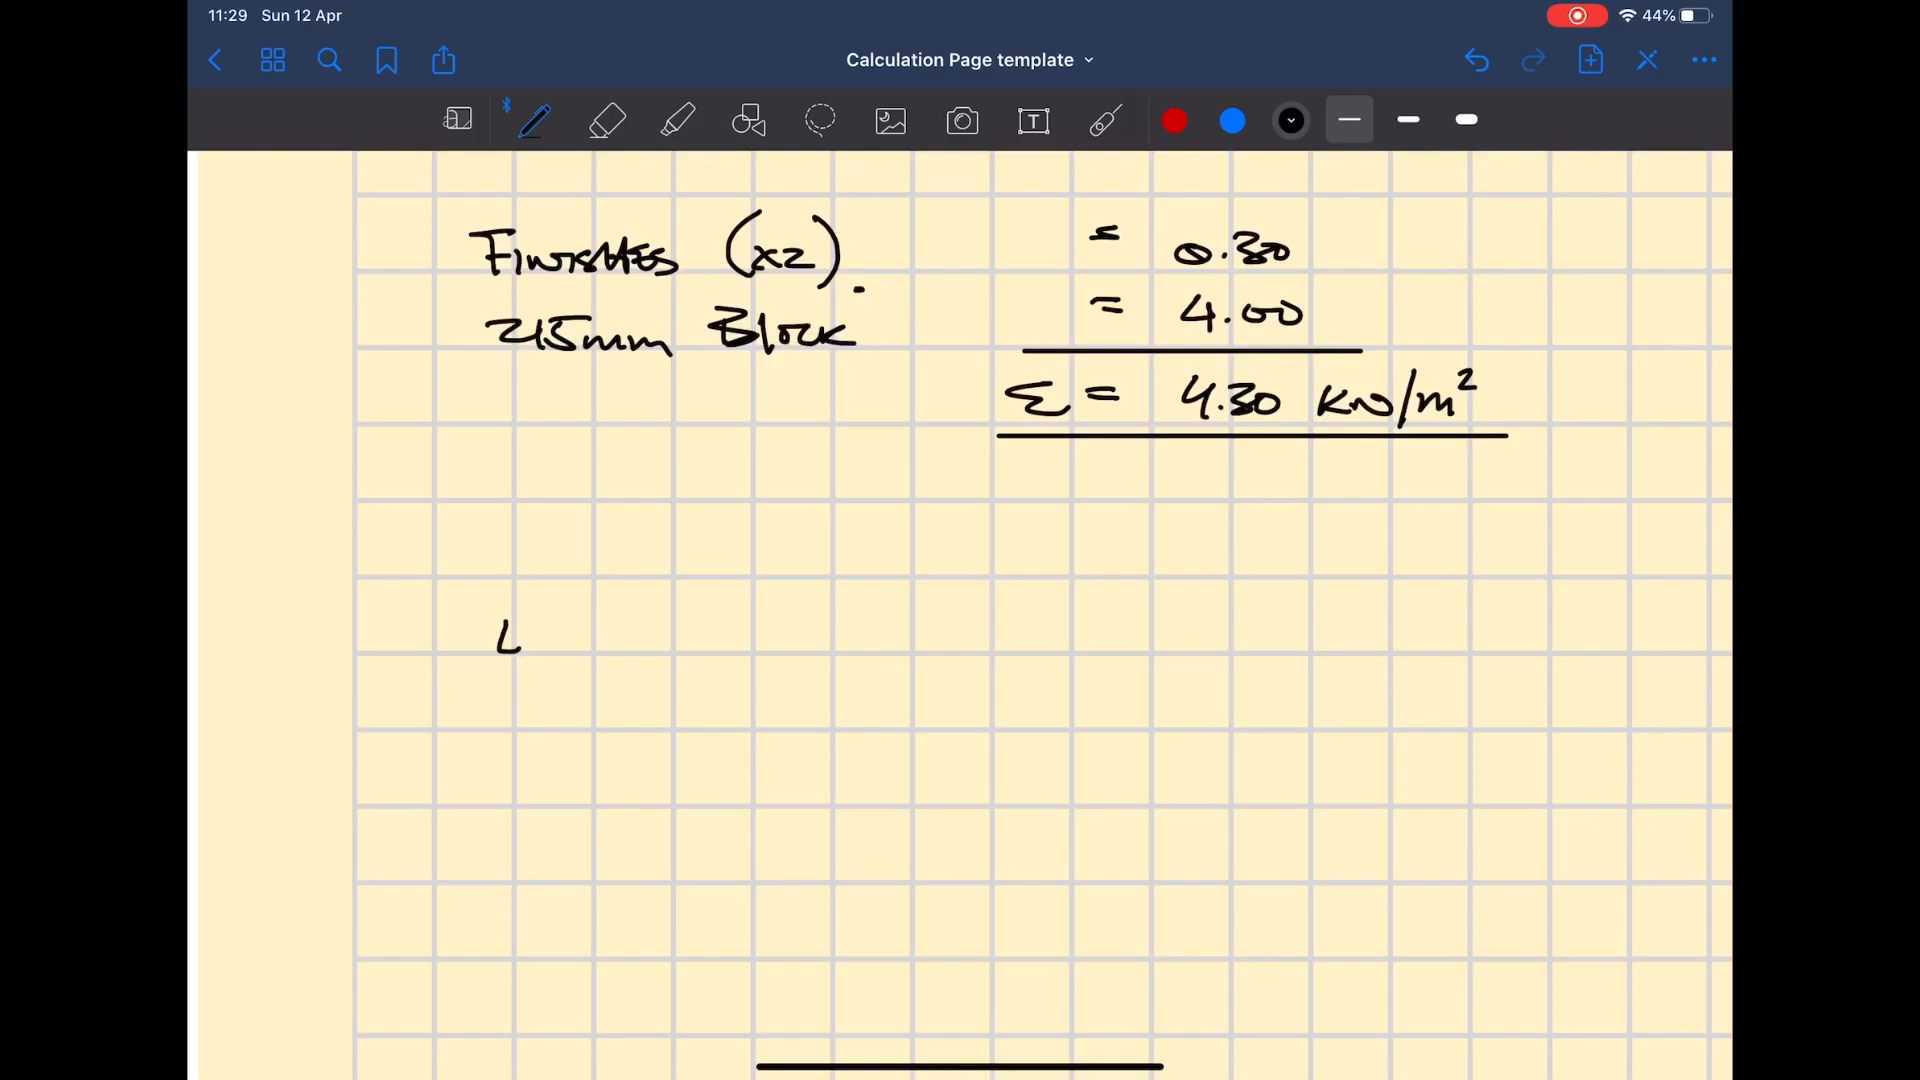 11:29 Sun 12 Apr 44%
Calculation Page template
T
Finishes (x2). = 0.30
215mm Block = 4.00
Σ = 4.30 kN/m²
L